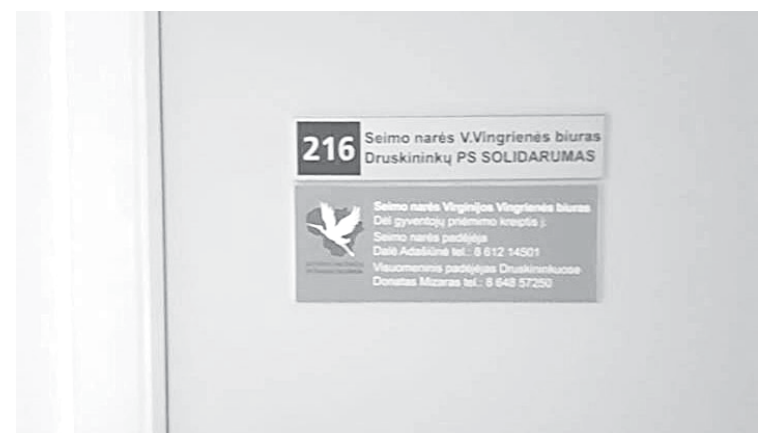 216
Seimo narės V.Vingrienės biuras
Druskininkų PS SOLIDARUMAS
Seimo narės Virginijos Vingrienės biuras
Dėl gyventojų priėmimo kreiptis į:
Seimo narės padėjėja
Dalė Adaškūnė tel.: 8 612 14501
Visuomeninis padėjėjas Druskininkuose
Donatas Mizaras tel.: 8 648 57250